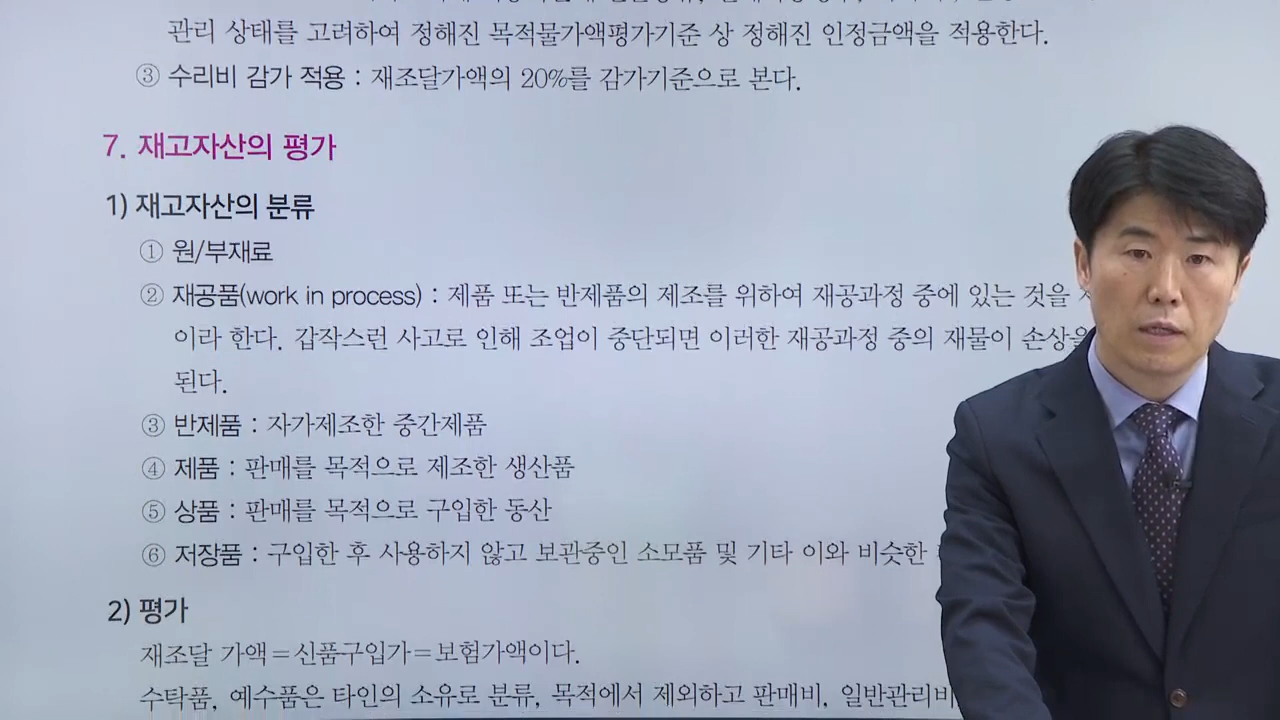 관리 상태를 고려하여 정해진 목적물가액평가기준 상 정해진 인정금액을 적용한다.
③ 수리비 감가 적용 : 재조달가액의 20%를 감가기준으로 본다.
7. 재고자산의 평가
1) 재고자산의 분류
① 원/부재료
② 재공품(work in process) : 제품 또는 반제품의 제조를 위하여 재공과정 중에 있는 것을
이라 한다. 갑작스런 사고로 인해 조업이 중단되면 이러한 재공과정 중의 재물이 손상을
된다.
③ 반제품 : 자가제조한 중간제품
④ 제품 : 판매를 목적으로 제조한 생산품
⑤ 상품 : 판매를 목적으로 구입한 동산
⑥ 저장품 : 구입한 후 사용하지 않고 보관중인 소모품 및 기타 이와 비슷한
2) 평가
재조달 가액=신품구입가=보험가액이다.
수탁품, 예수품은 타인의 소유로 분류, 목적에서 제외하고 판매비, 일반관리비